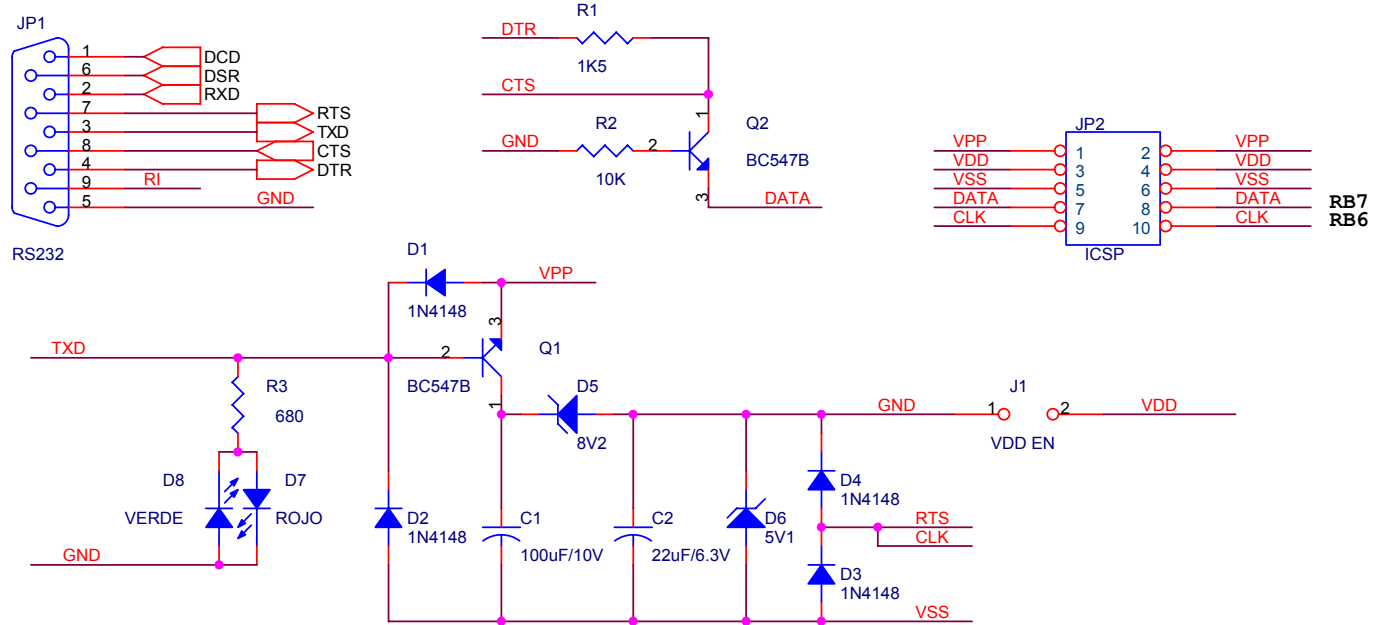 JP1
1
DCD
6
DSR
2
RXD
7
RTS
3
TXD
8
CTS
4
DTR
9
RI
5
GND
RS232
R1
DTR
1K5
CTS
1
R2
Q2
GND
2
BC547B
10K
3
DATA
JP2
VPP
1
2
VPP
VDD
3
4
VDD
VSS
5
6
VSS
DATA
7
8
DATA
RB7
CLK
9
10
CLK
RB6
ICSP
D1
VPP
1N4148
3
TXD
2
Q1
BC547B
1
R3
680
D5
8V2
GND
J1
1
2
VDD
VDD EN
D8
D7
VERDE
ROJO
GND
D2
1N4148
C1
100uF/10V
C2
22uF/6.3V
D6
5V1
D4
1N4148
RTS
CLK
D3
1N4148
VSS